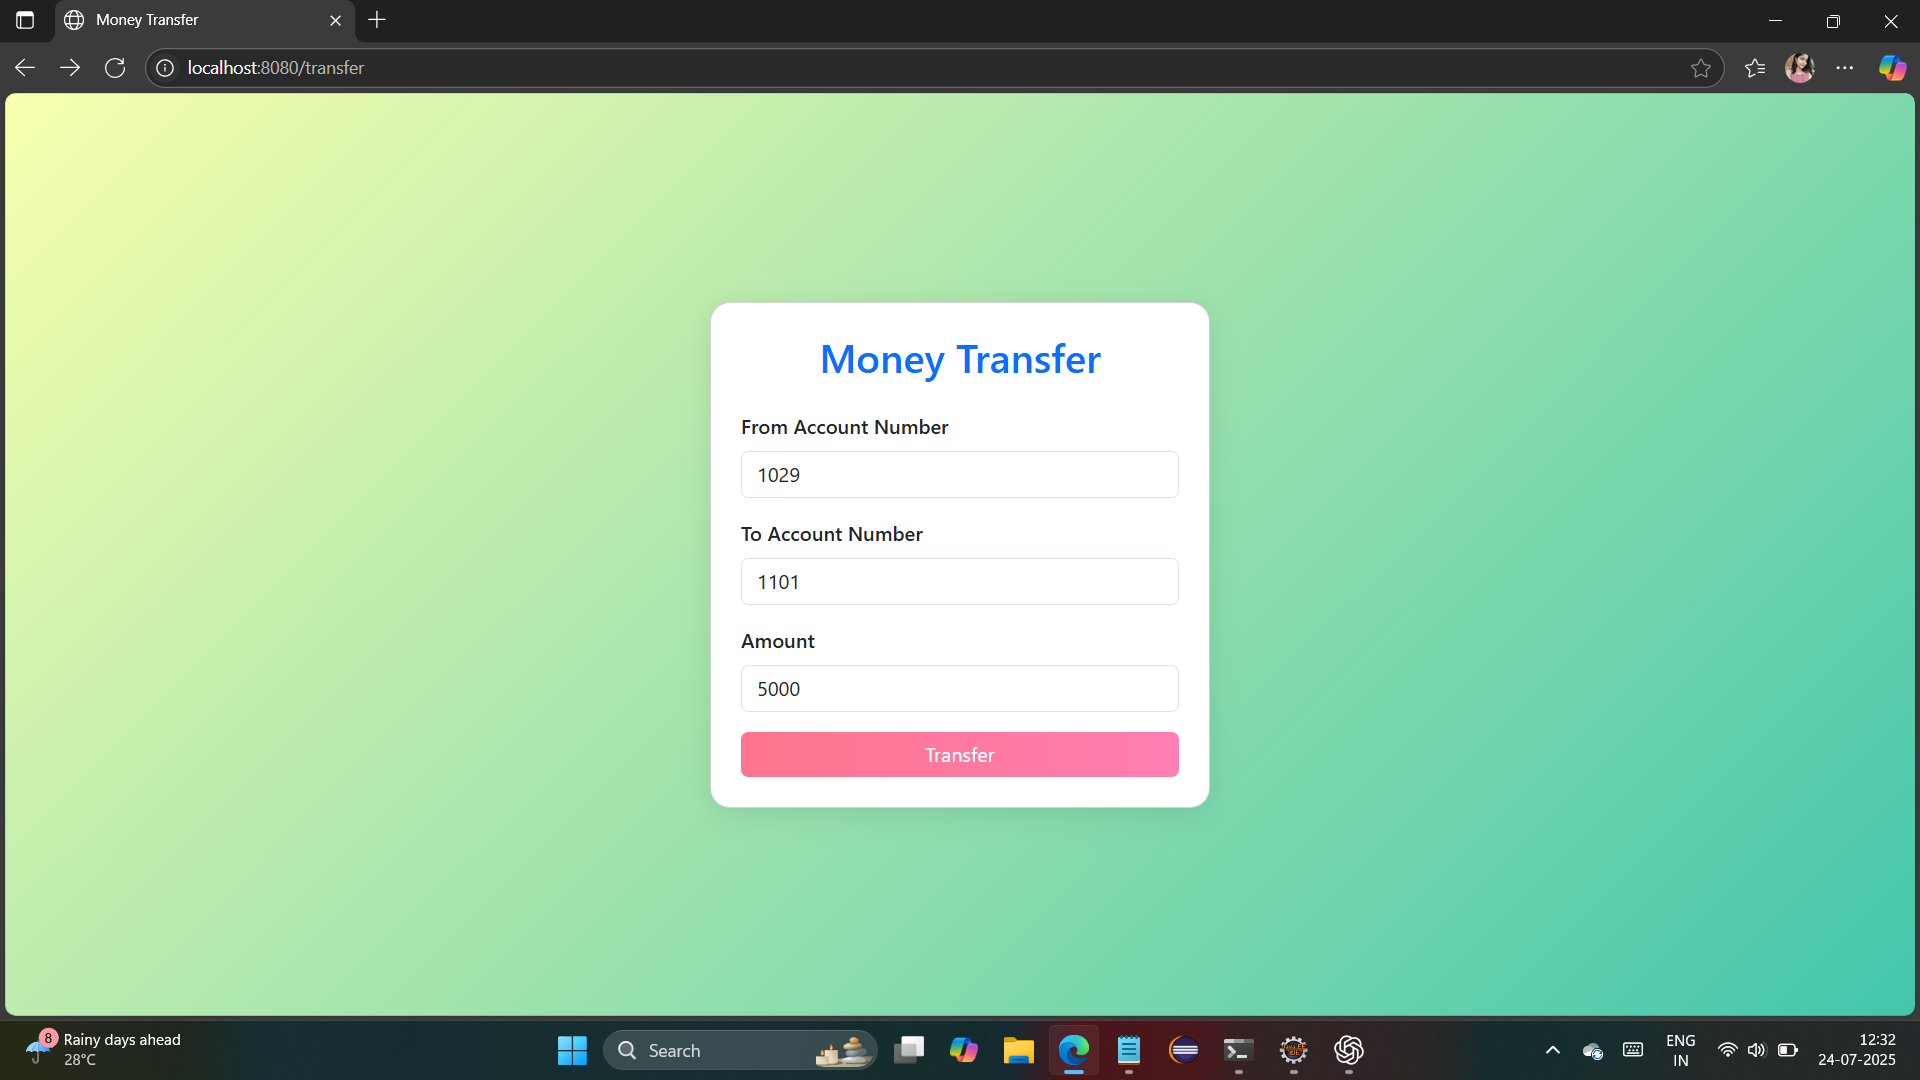 Money Transfer
localhost:8080/transfer
Money Transfer
From Account Number
1029
To Account Number
1101
Amount
5000
Transfer
8
Rainy days ahead
28°C
Search
ENG
IN
12:32
24-07-2025